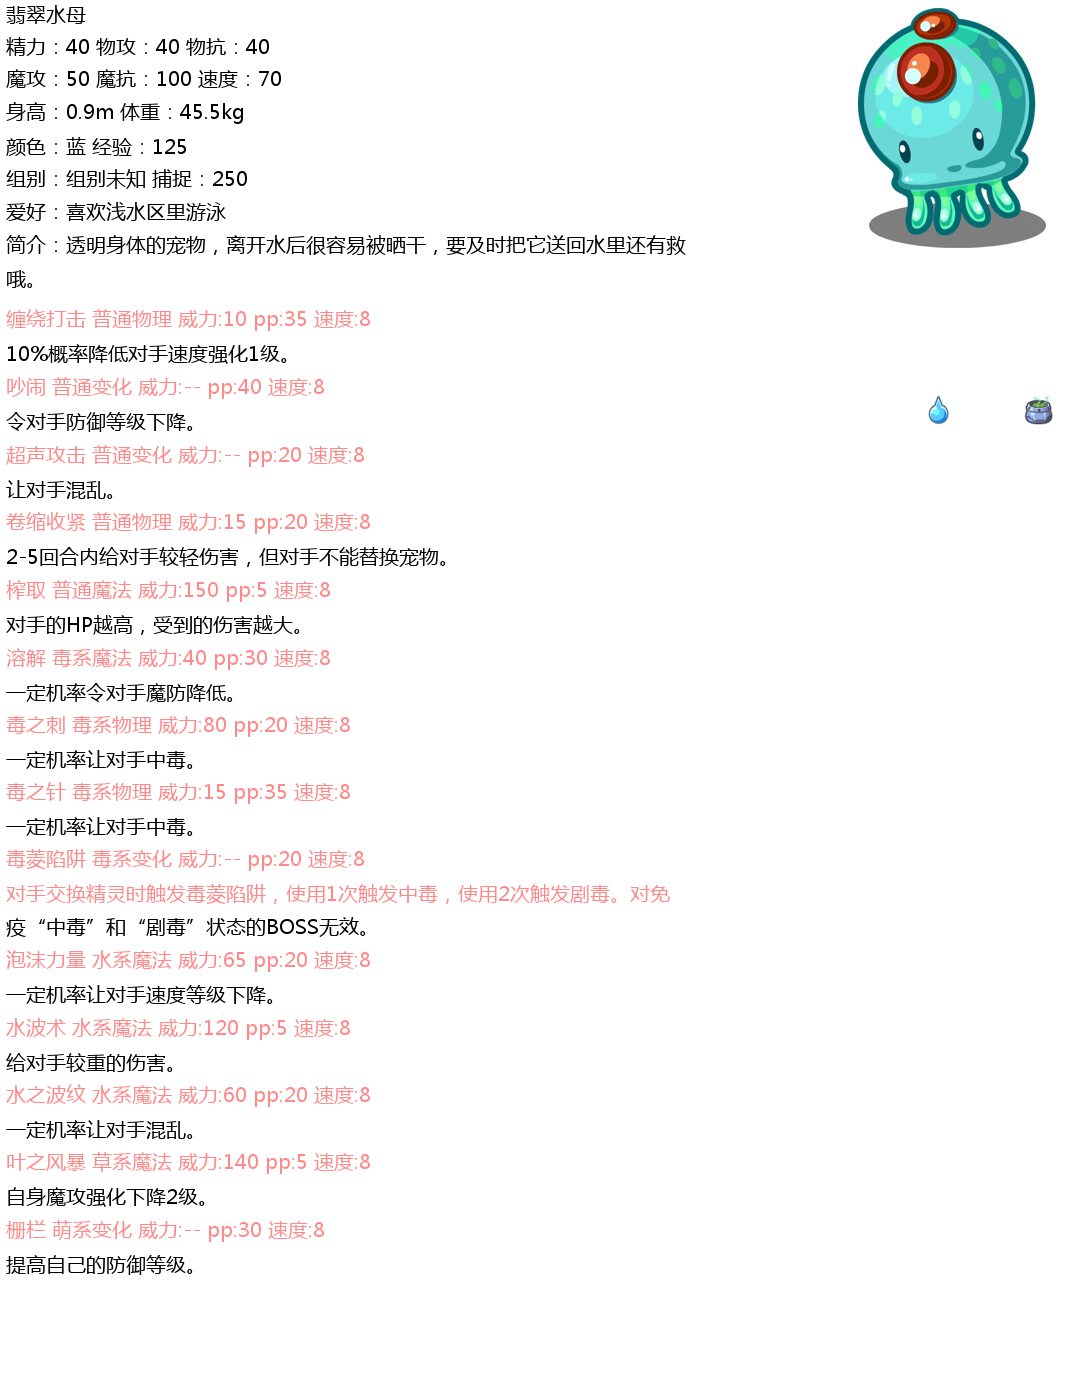 翡翠水母
精力：40 物攻：40 物抗：40
魔攻：50 魔抗：100 速度：70
身高：0.9m 体重：45.5kg
颜色：蓝 经验：125
组别：组别未知 捕捉：250
爱好：喜欢浅水区里游泳
简介：透明身体的宠物，离开水后很容易被晒干，要及时把它送回水里还有救
哦。
缠绕打击 普通物理 威力:10 pp:35 速度:8
10%概率降低对手速度强化1级。
吵闹 普通变化 威力:-- pp:40 速度:8
令对手防御等级下降。
超声攻击 普通变化 威力:-- pp:20 速度:8
让对手混乱。
卷缩收紧 普通物理 威力:15 pp:20 速度:8
2-5回合内给对手较轻伤害，但对手不能替换宠物。
榨取 普通魔法 威力:150 pp:5 速度:8
对手的HP越高，受到的伤害越大。
溶解 毒系魔法 威力:40 pp:30 速度:8
一定机率令对手魔防降低。
毒之刺 毒系物理 威力:80 pp:20 速度:8
一定机率让对手中毒。
毒之针 毒系物理 威力:15 pp:35 速度:8
一定机率让对手中毒。
毒菱陷阱 毒系变化 威力:-- pp:20 速度:8
对手交换精灵时触发毒菱陷阱，使用1次触发中毒，使用2次触发剧毒。对免
疫“中毒”和“剧毒”状态的BOSS无效。
泡沫力量 水系魔法 威力:65 pp:20 速度:8
一定机率让对手速度等级下降。
水波术 水系魔法 威力:120 pp:5 速度:8
给对手较重的伤害。
水之波纹 水系魔法 威力:60 pp:20 速度:8
一定机率让对手混乱。
叶之风暴 草系魔法 威力:140 pp:5 速度:8
自身魔攻强化下降2级。
栅栏 萌系变化 威力:-- pp:30 速度:8
提高自己的防御等级。